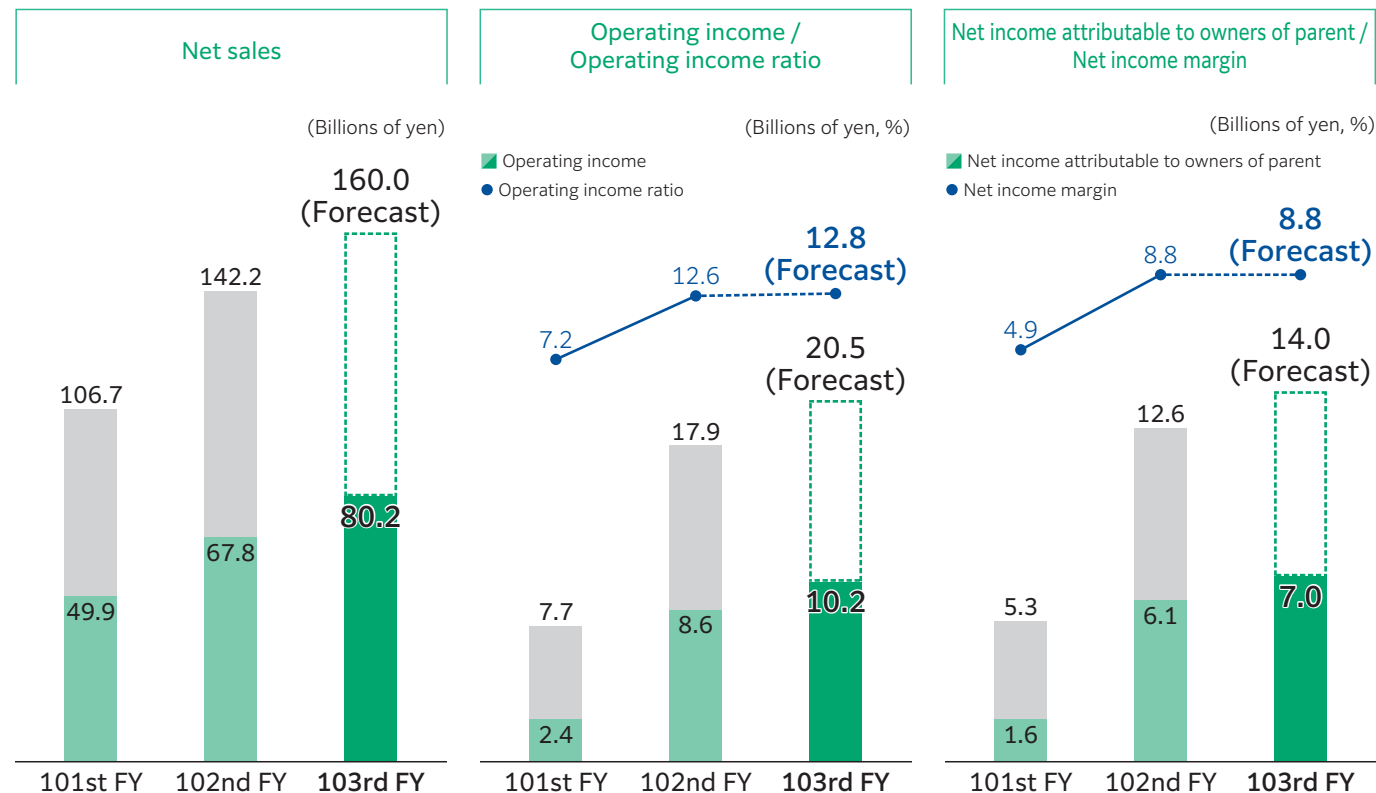 Net sales
(Billions of yen)
160.0
(Forecast)
142.2
106.7
80.2
67.8
49.9
101st FY
102nd FY
103rd FY
Operating income /
Operating income ratio
(Billions of yen, %)
Operating income
Operating income ratio
12.8
(Forecast)
12.6
7.2
20.5
(Forecast)
17.9
7.7
10.2
8.6
2.4
101st FY
102nd FY
103rd FY
Net income attributable to owners of parent /
Net income margin
(Billions of yen, %)
Net income attributable to owners of parent
Net income margin
8.8
(Forecast)
8.8
4.9
14.0
(Forecast)
12.6
5.3
7.0
6.1
1.6
101st FY
102nd FY
103rd FY